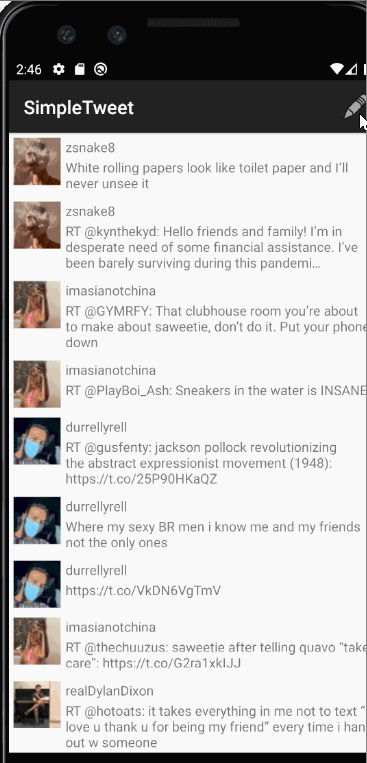 2:46
SimpleTweet
zsnake8
White rolling papers look like toilet paper and I'll
never unsee it
zsnake8
RT @kynthekyd: Hello friends and family! I'm in
desperate need of some financial assistance. I've
been barely surviving during this pandemi…
imasianotchina
RT @GYMRFY: That clubhouse room you're about
to make about saweetie, don't do it. Put your phone
down
imasianotchina
RT @PlayBoi_Ash: Sneakers in the water is INSANE
durrellyrell
RT @gusfenty: jackson pollock revolutionizing
the abstract expressionist movement (1948):
https://t.co/25P90HKaQZ
durrellyrell
Where my sexy BR men i know me and my friends
not the only ones
durrellyrell
https://t.co/VkDN6VgTmV
imasianotchina
RT @thechuuzus: saweetie after telling quavo “take
care”: https://t.co/G2ra1xkIJJ
realDylanDixon
RT @hotoats: it takes everything in me not to text “
love u thank u for being my friend” every time i han
out w someone